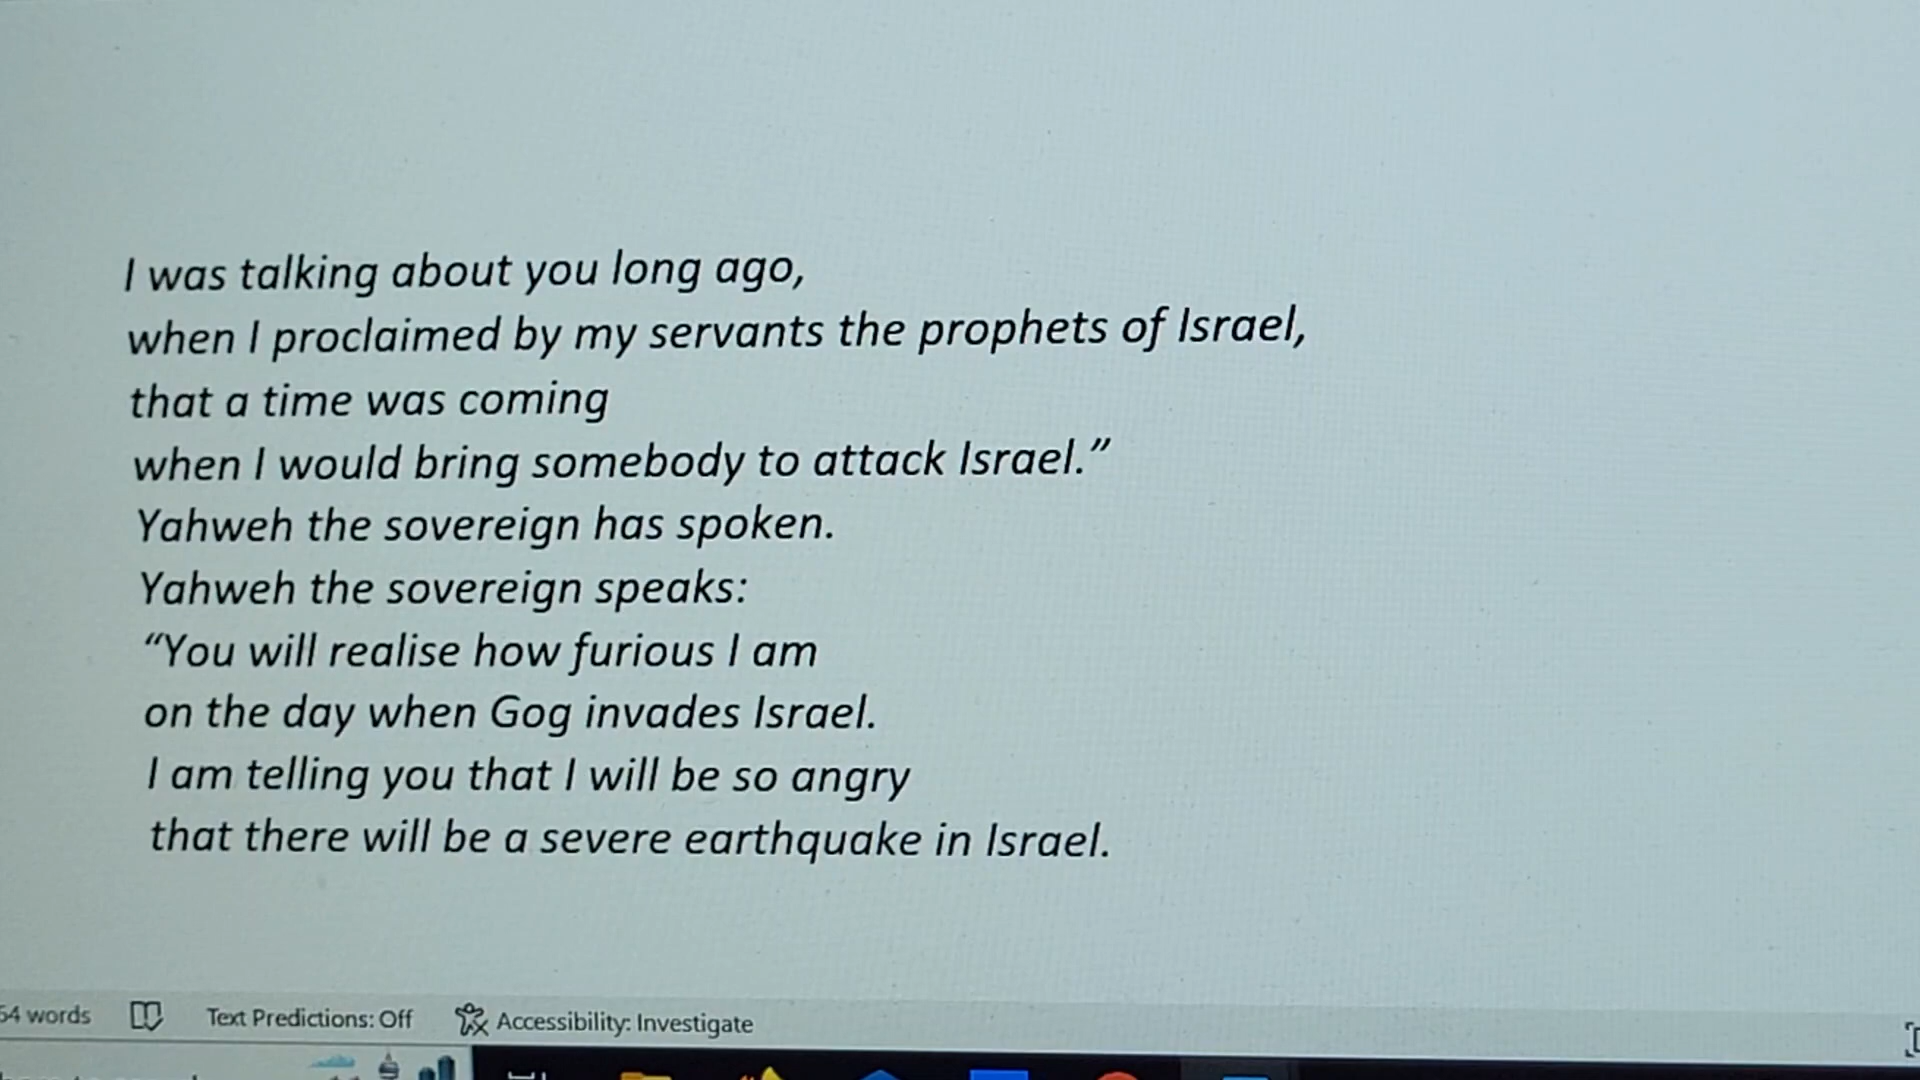 I was talking about you long ago,
when I proclaimed by my servants the prophets of Israel,
that a time was coming
when I would bring somebody to attack Israel.”
Yahweh the sovereign has spoken.
Yahweh the sovereign speaks:
“You will realise how furious I am
on the day when Gog invades Israel.
I am telling you that I will be so angry
that there will be a severe earthquake in Israel.
words
Text Predictions: Off
Accessibility: Investigate